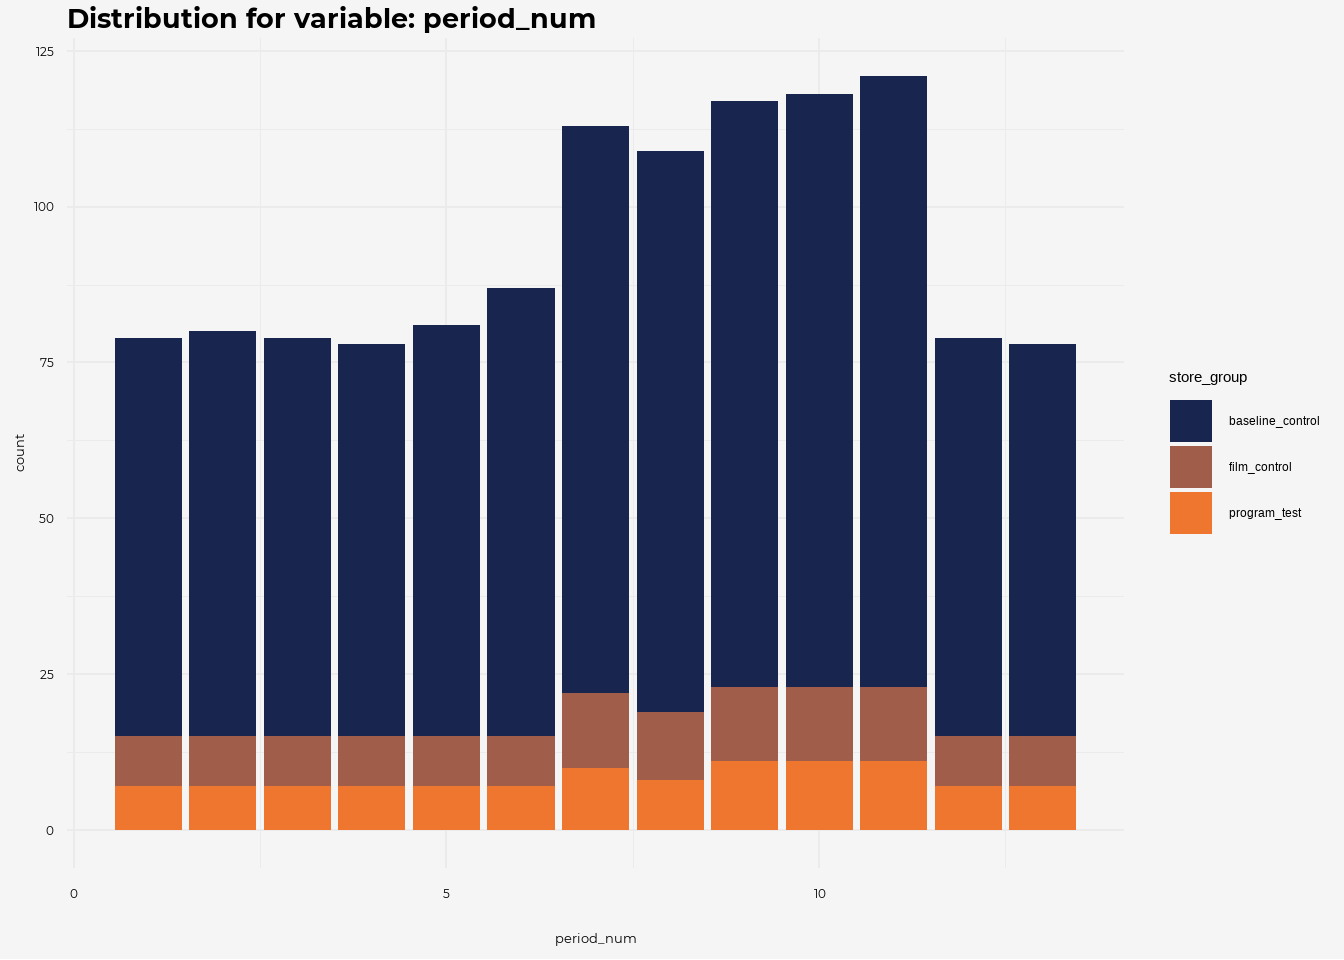 Distribution for variable: period_num
125
100
75
50
25
0
count
0
5
10
period_num
store_group
baseline_control
film_control
program_test